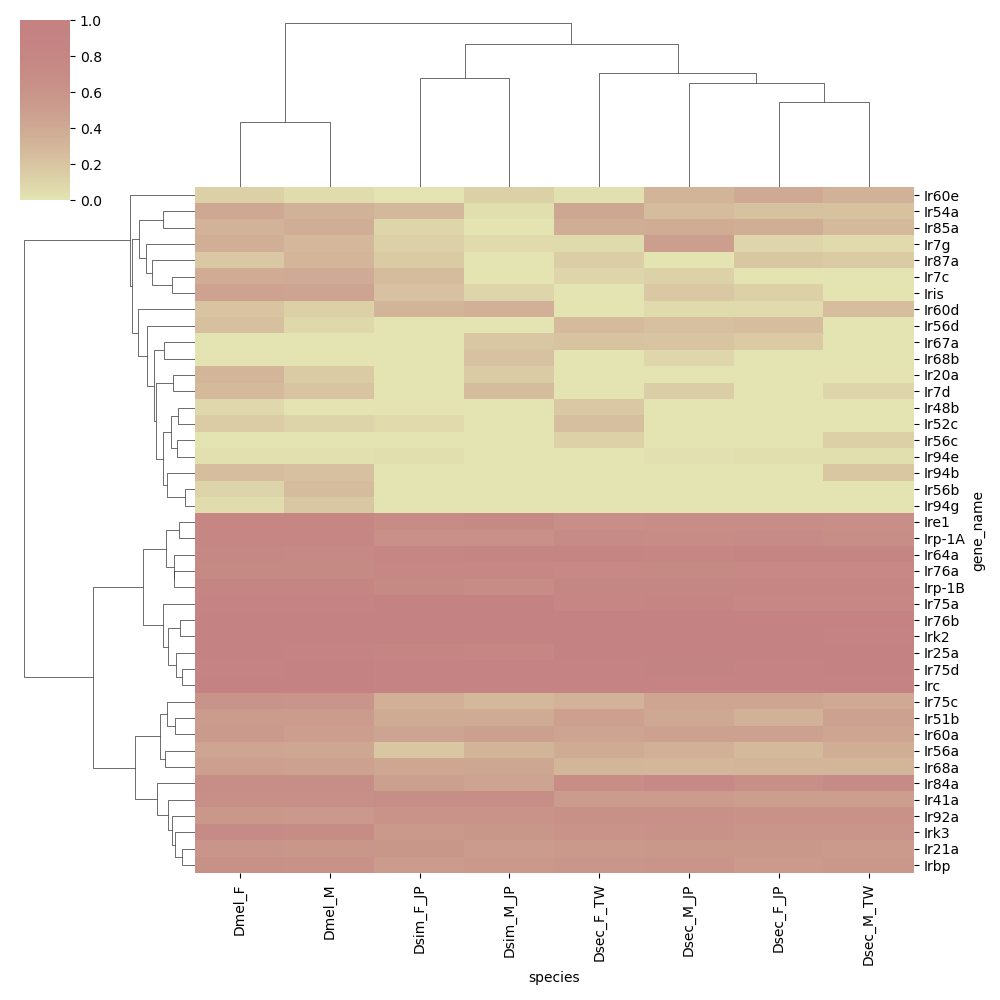 1.0
0.8
0.6
0.4
0.2
0.0
Ir60e
Ir54a
Ir85a
Ir7g
Ir87a
Ir7c
Iris
Ir60d
Ir56d
Ir67a
Ir68b
Ir20a
Ir7d
Ir48b
Ir52c
Ir56c
Ir94e
Ir94b
Ir56b
Ir94g
Ire1
Irp-1A
Ir64a
Ir76a
Irp-1B
Ir75a
Ir76b
Irk2
Ir25a
Ir75d
Irc
Ir75c
Ir51b
Ir60a
Ir56a
Ir68a
Ir84a
Ir41a
Ir92a
Irk3
Ir21a
Irbp
gene_name
Dmel_F
Dmel_M
Dsim_F_JP
Dsim_M_JP
Dsec_F_TW
Dsec_M_JP
Dsec_F_JP
Dsec_M_TW
species